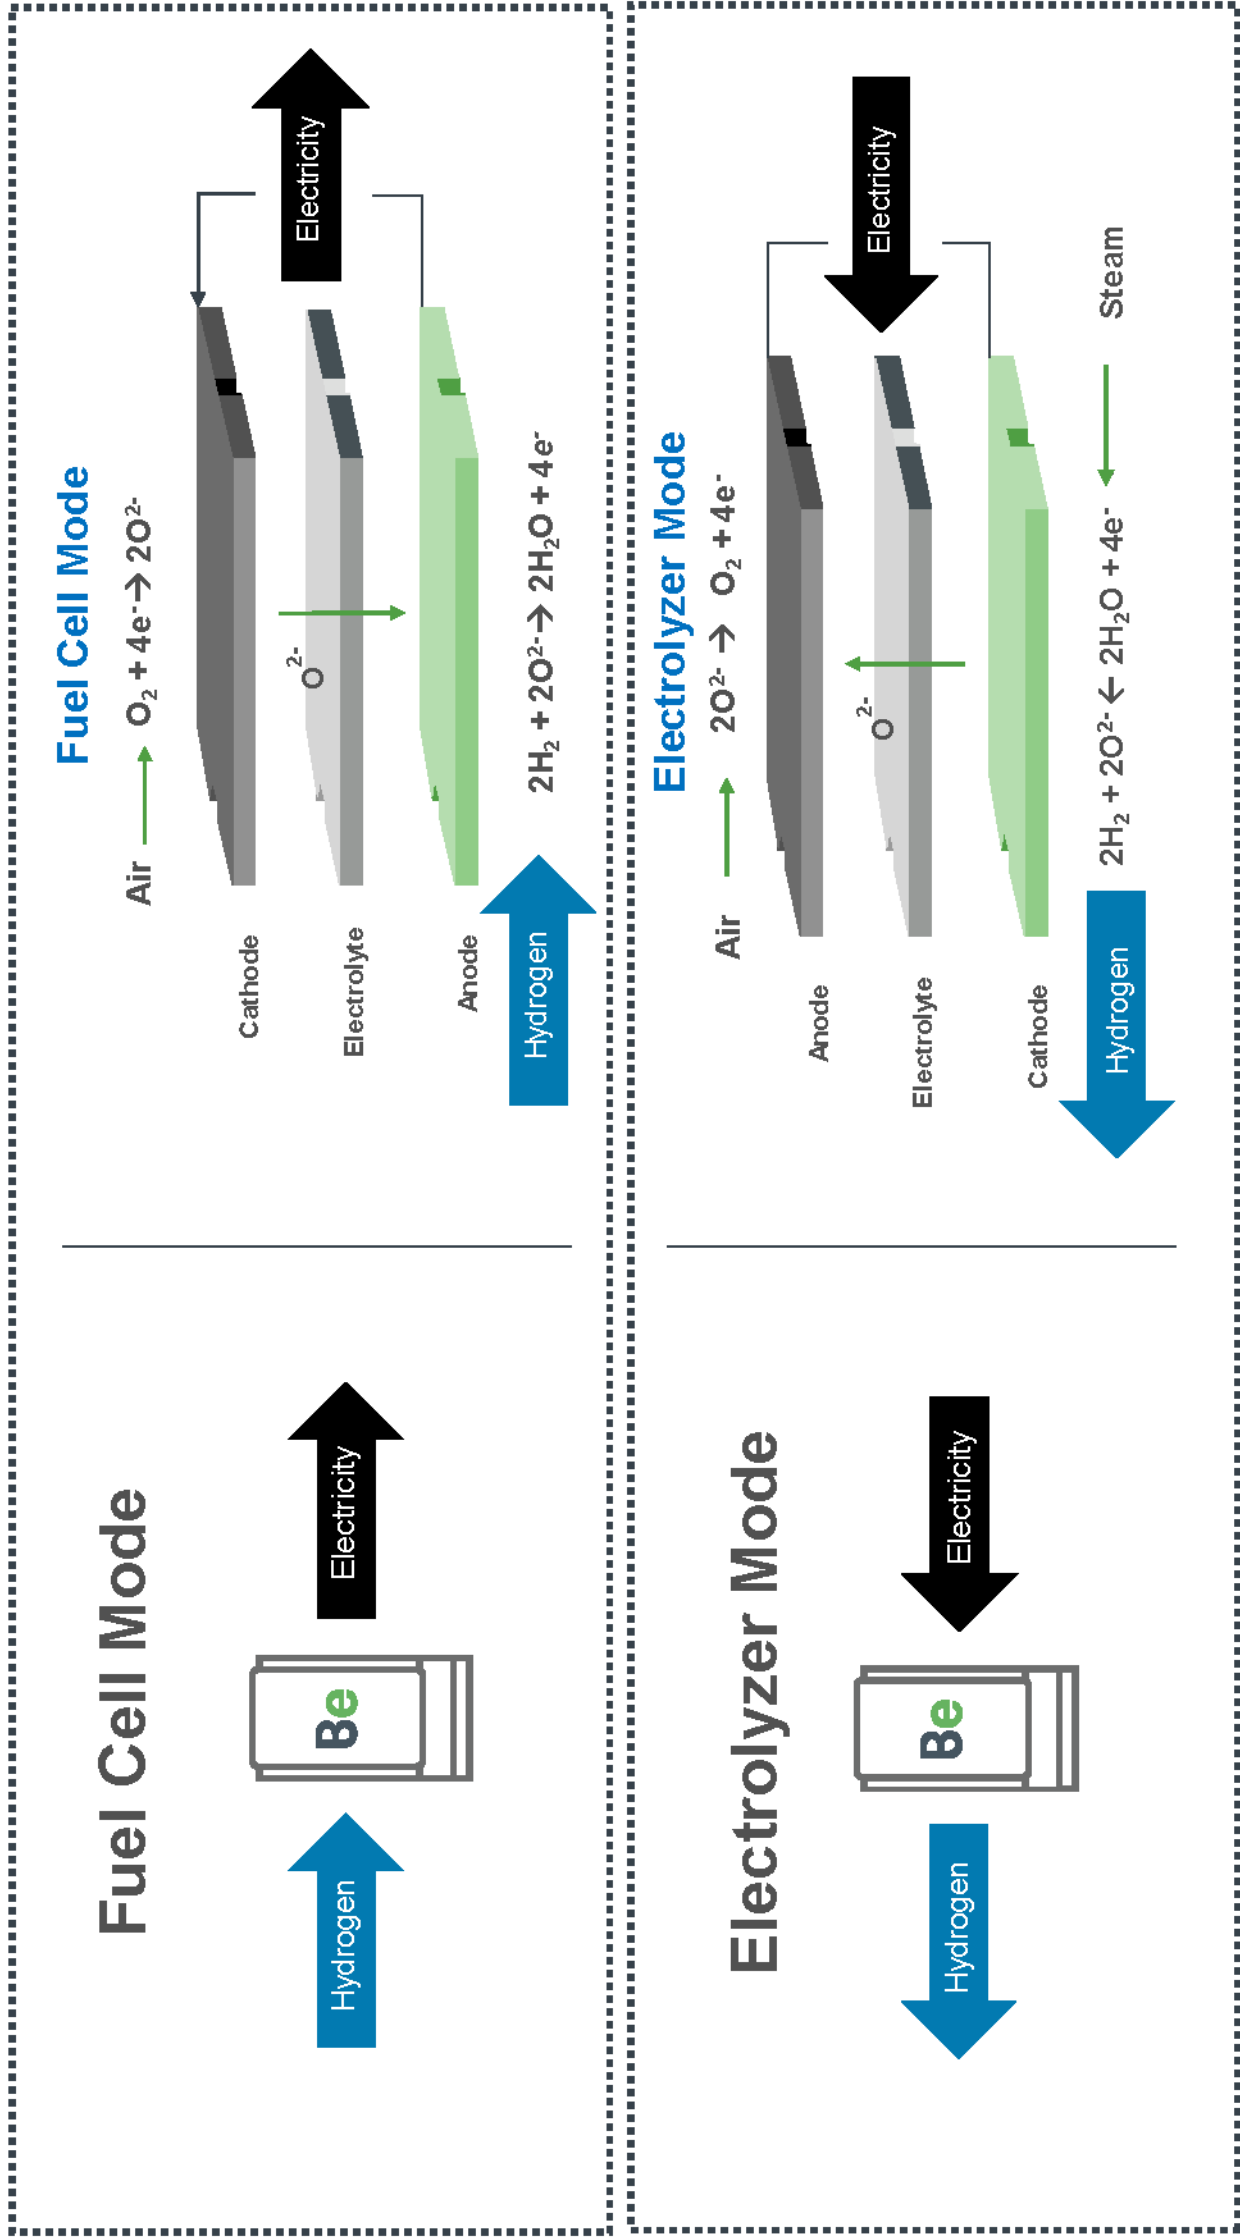 Fuel Cell Mode
Hydrogen
Be
Electricity
Fuel Cell Mode
Air
O₂ + 4e⁻→ 2O²⁻
Cathode
O²⁻
Electrolyte
Anode
Electricity
Hydrogen
2H₂ + 2O²⁻→ 2H₂O + 4e⁻
Electrolyzer Mode
Hydrogen
Be
Electricity
Electrolyzer Mode
Air
2O²⁻ → O₂ + 4e⁻
Anode
O²⁻
Electrolyte
Cathode
Electricity
Hydrogen
2H₂ + 2O²⁻ ← 2H₂O + 4e⁻
Steam